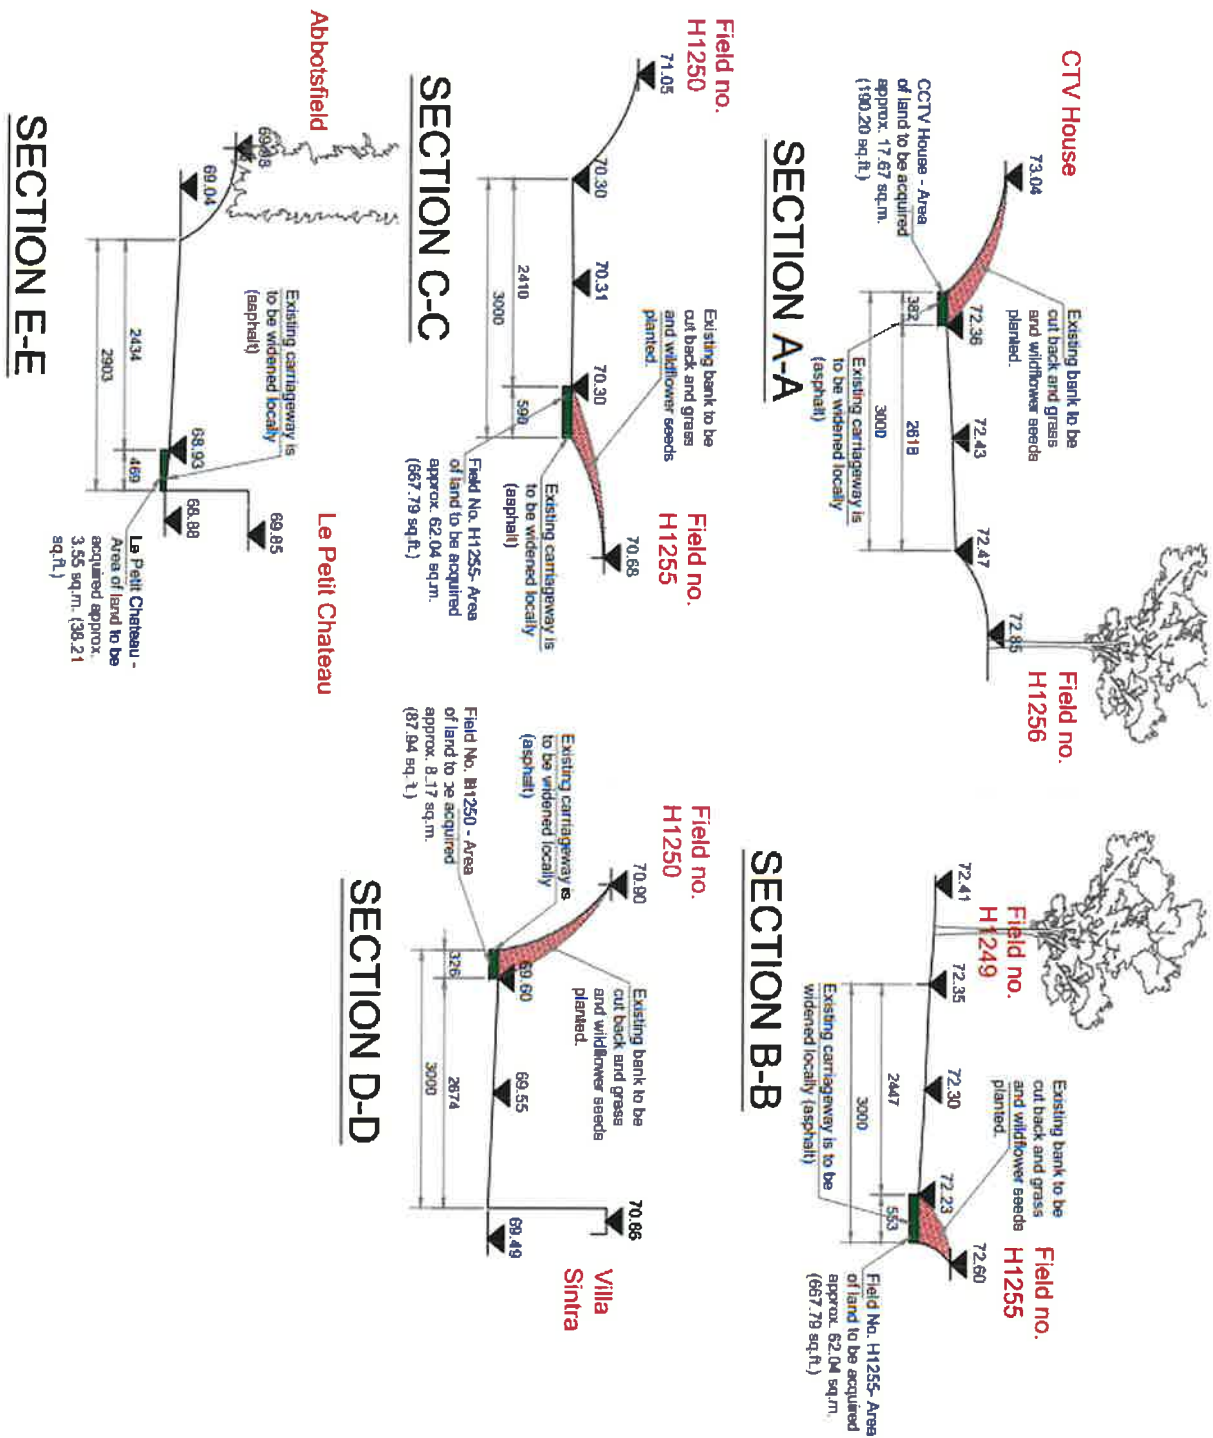 CTV House
73.04
CCTV House - Area
of land to be acquired
approx. 17.67 sq.m.
(190.20 sq.ft.)
Existing bank to be
cut back and grass
and wildflower seeds
planted.
72.36
72.43
72.47
72.85
382
2618
3000
Existing carriageway is
to be widened locally
(asphalt)
Field no.
H1256
SECTION A-A
72.41
Field no.
H1249
72.35
72.30
72.23
72.60
2447
553
3000
Existing bank to be
cut back and grass
and wildflower seeds
planted.
Field no.
H1255
Existing carriageway is to be
widened locally (asphalt)
Field No. H1255- Area
of land to be acquired
approx. 62.04 sq.m.
(667.79 sq.ft.)
SECTION B-B
Field no.
H1250
71.05
70.30
70.31
70.30
70.68
2410
590
3000
Existing bank to be
cut back and grass
and wildflower seeds
planted.
Field no.
H1255
Existing carriageway is
to be widened locally
(asphalt)
Field No. H1255- Area
of land to be acquired
approx. 62.04 sq.m.
(667.79 sq.ft.)
SECTION C-C
Field no.
H1250
70.90
69.60
69.55
70.66
69.49
326
2674
3000
Existing bank to be
cut back and grass
and wildflower seeds
planted.
Existing carriageway is
to be widened locally
(asphalt)
Field No. H1250 - Area
of land to be acquired
approx. 8.17 sq.m.
(87.94 sq.ft.)
Villa
Sintra
SECTION D-D
Abbotsfield
69.04
68.93
68.88
69.85
2434
469
2903
Existing carriageway is
to be widened locally
(asphalt)
Le Petit Chateau
Le Petit Chateau -
Area of land to be
acquired approx.
3.55 sq.m. (38.21
sq.ft.)
SECTION E-E